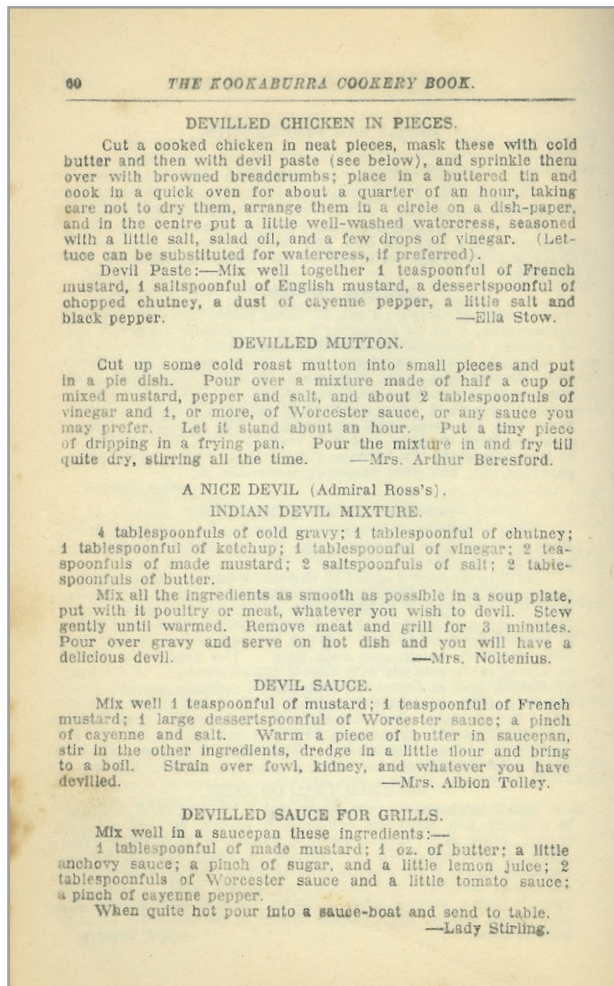 60 THE KOOKABURRA COOKERY BOOK.
DEVILLED CHICKEN IN PIECES.
Cut a cooked chicken in neat pieces, mask these with cold
butter and then with devil paste (see below), and sprinkle them
over with browned breadcrumbs; place in a buttered tin and
cook in a quick oven for about a quarter of an hour, taking
care not to dry them, arrange them in a circle on a dish-paper,
and in the centre put a little well-washed watercress, seasoned
with a little salt, salad oil, and a few drops of vinegar. (Let-
tuce can be substituted for watercress, if preferred).
Devil Paste:—Mix well together 1 teaspoonful of French
mustard, 1 saltspoonful of English mustard, a dessertspoonful of
chopped chutney, a dust of cayenne pepper, a little salt and
black pepper. —Ella Stow.
DEVILLED MUTTON.
Cut up some cold roast mutton into small pieces and put
in a pie dish. Pour over a mixture made of half a cup of
mixed mustard, pepper and salt, and about 2 tablespoonfuls of
vinegar and 1, or more, of Worcester sauce, or any sauce you
may prefer. Let it stand about an hour. Put a tiny piece
of dripping in a frying pan. Pour the mixture in and fry till
quite dry, stirring all the time. —Mrs. Arthur Beresford.
A NICE DEVIL (Admiral Ross's).
INDIAN DEVIL MIXTURE.
4 tablespoonfuls of cold gravy; 1 tablespoonful of chutney;
1 tablespoonful of ketchup; 1 tablespoonful of vinegar; 2 tea-
spoonfuls of made mustard; 2 saltspoonfuls of salt; 2 table-
spoonfuls of butter.
Mix all the ingredients as smooth as possible in a soup plate,
put with it poultry or meat, whatever you wish to devil. Stew
gently until warmed. Remove meat and grill for 3 minutes.
Pour over gravy and serve on hot dish and you will have a
delicious devil. —Mrs. Noltenius.
DEVIL SAUCE.
Mix well 1 teaspoonful of mustard; 1 teaspoonful of French
mustard; 1 large dessertspoonful of Worcester sauce; a pinch
of cayenne and salt. Warm a piece of butter in saucepan,
stir in the other ingredients, dredge in a little flour and bring
to a boil. Strain over fowl, kidney, and whatever you have
devilled. —Mrs. Albion Tolley.
DEVILLED SAUCE FOR GRILLS.
Mix well in a saucepan these ingredients:—
1 tablespoonful of made mustard; 1 oz. of butter; a little
anchovy sauce; a pinch of sugar, and a little lemon juice; 2
tablespoonfuls of Worcester sauce and a little tomato sauce;
a pinch of cayenne pepper.
When quite hot pour into a sauce-boat and send to table.
—Lady Stirling.